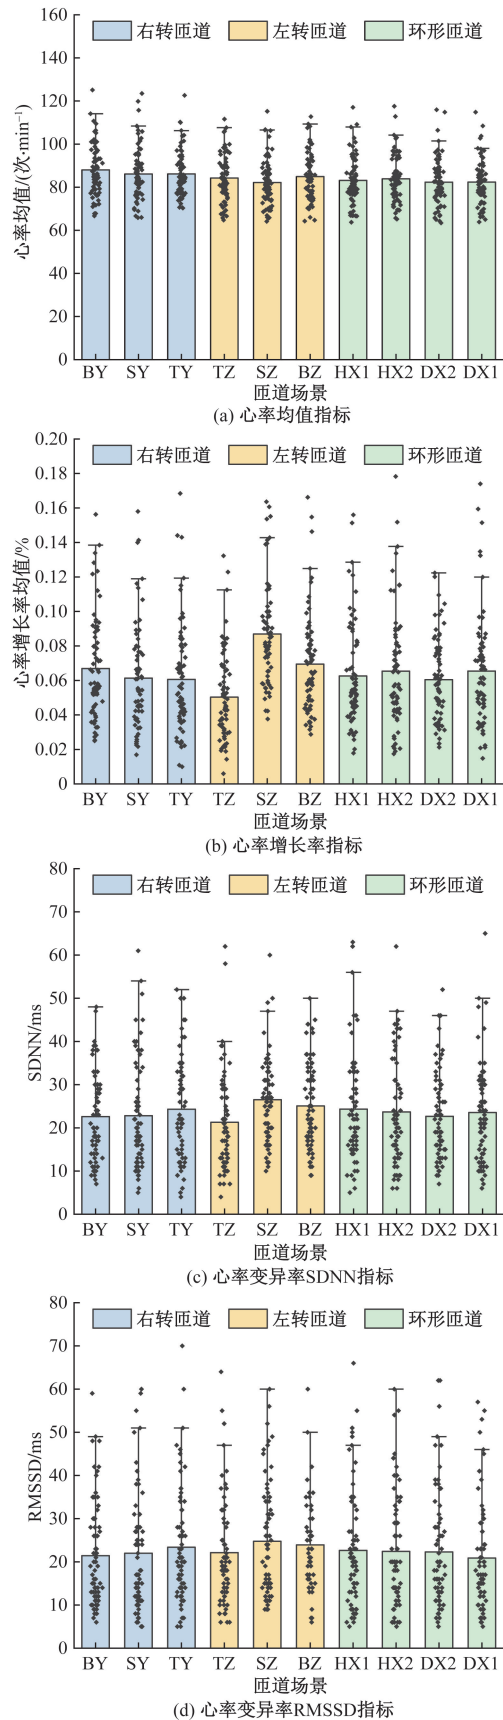 160
右转匝道 左转匝道 环形匝道
140
120
100
80
60
40
20
0
心率均值/(次·min⁻¹)
BY SY TY TZ SZ BZ HX1 HX2 DX2 DX1
匝道场景
(a) 心率均值指标
0.20
右转匝道 左转匝道 环形匝道
0.18
0.16
0.14
0.12
0.10
0.08
0.06
0.04
0.02
0
心率增长率均值/%
BY SY TY TZ SZ BZ HX1 HX2 DX2 DX1
匝道场景
(b) 心率增长率指标
80
右转匝道 左转匝道 环形匝道
70
60
50
40
30
20
10
0
SDNN/ms
BY SY TY TZ SZ BZ HX1 HX2 DX2 DX1
匝道场景
(c) 心率变异率SDNN指标
80
右转匝道 左转匝道 环形匝道
70
60
50
40
30
20
10
0
RMSSD/ms
BY SY TY TZ SZ BZ HX1 HX2 DX2 DX1
匝道场景
(d) 心率变异率RMSSD指标